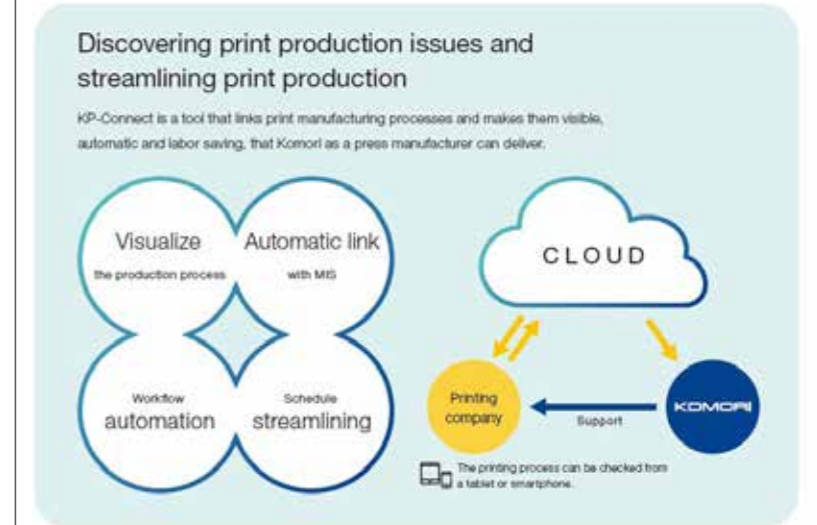 Discovering print production issues and
streamlining print production
KP-Connect is a tool that links print manufacturing processes and makes them visible,
automatic and labor saving, that Komori as a press manufacturer can deliver.
Visualize
the production process
Automatic link
with MIS
Workflow
automation
Schedule
streamlining
CLOUD
Printing
company
Support
KOMORI
The printing process can be checked from
a tablet or smartphone.